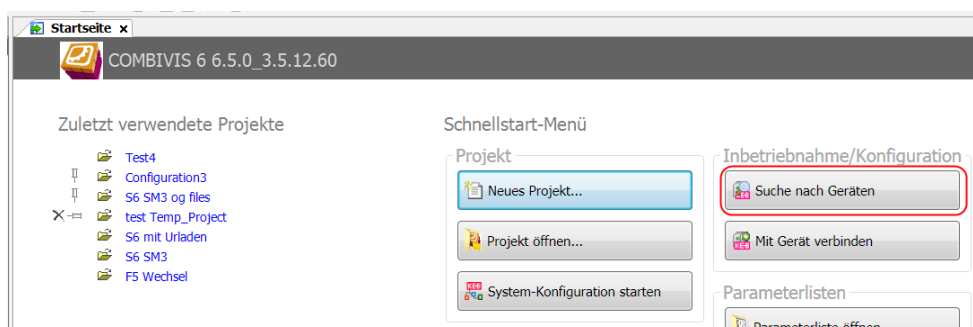 Startseite x
COMBIVIS 6 6.5.0_3.5.12.60
Zuletzt verwendete Projekte
Test4
Configuration3
S6 SM3 og files
test Temp_Project
S6 mit Urladen
S6 SM3
F5 Wechsel
Schnellstart-Menü
Projekt
Neues Projekt...
Projekt öffnen...
System-Konfiguration starten
Inbetriebnahme/Konfiguration
Suche nach Geräten
Mit Gerät verbinden
Parameterlisten
Parameterliste öffnen